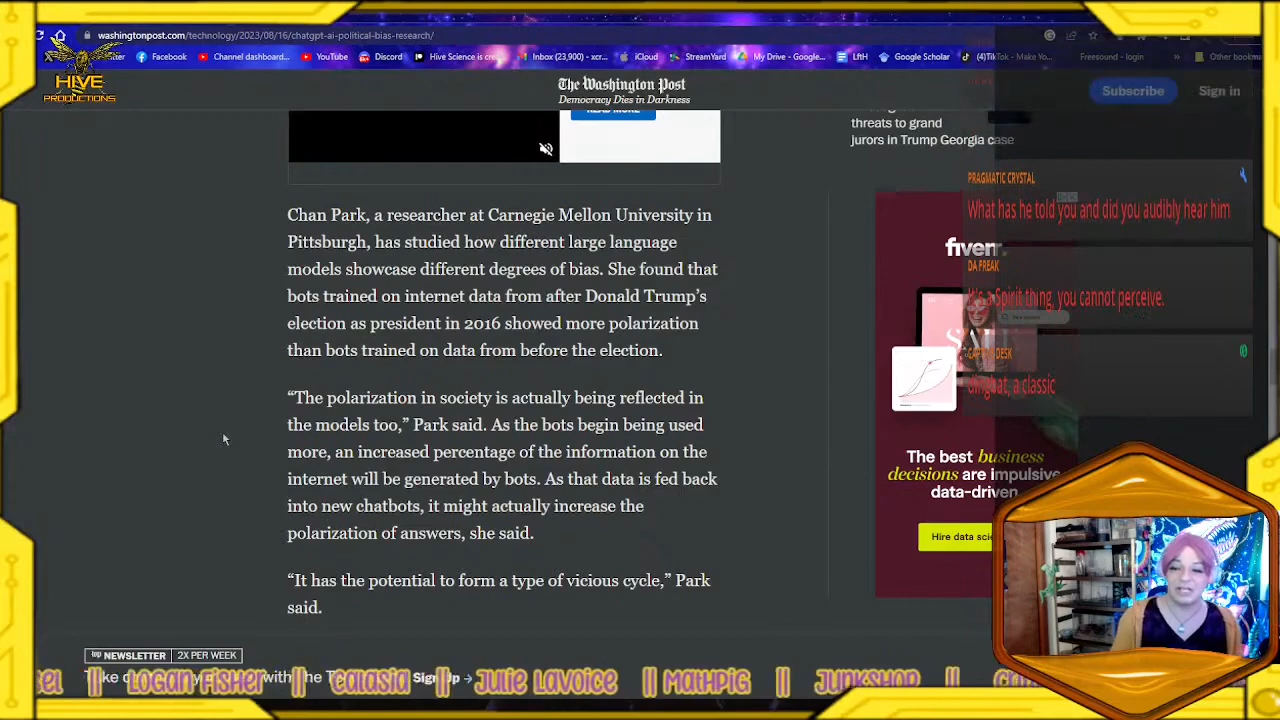 washingtonpost.com/technology/2023/08/16/chatgpt-ai-political-bias-research/
Facebook
Channel dashboard...
YouTube
Discord
Hive Science is cre...
Inbox (23,900) - xcr...
iCloud
StreamYard
My Drive - Google...
LftH
Google Scholar
(4) TikTok - Make Yo...
Freesound - login
»
Other bookma
HIVE
PRODUCTIONS
The Washington Post
Democracy Dies in Darkness
Subscribe
Sign in
READ MORE
threats to grand
jurors in Trump Georgia case
Chan Park, a researcher at Carnegie Mellon University in
Pittsburgh, has studied how different large language
models showcase different degrees of bias. She found that
bots trained on internet data from after Donald Trump’s
election as president in 2016 showed more polarization
than bots trained on data from before the election.
“The polarization in society is actually being reflected in
the models too,” Park said. As the bots begin being used
more, an increased percentage of the information on the
internet will be generated by bots. As that data is fed back
into new chatbots, it might actually increase the
polarization of answers, she said.
“It has the potential to form a type of vicious cycle,” Park
said.
PRAGMATIC CRYSTAL
What has he told you and did you audibly hear him
DA FREAK
It's a Spirit thing, you cannot perceive.
DESK
dingbat, a classic
fiverr.
The best business
decisions are impulsive
data-driven.
Hire data scie
top NEWSLETTER 2X PER WEEK
with the Te
Sign Up →
|| LOGAN FISHER || Ealasia || Julie LaVoice || MathPig || JUNKSHOP ||